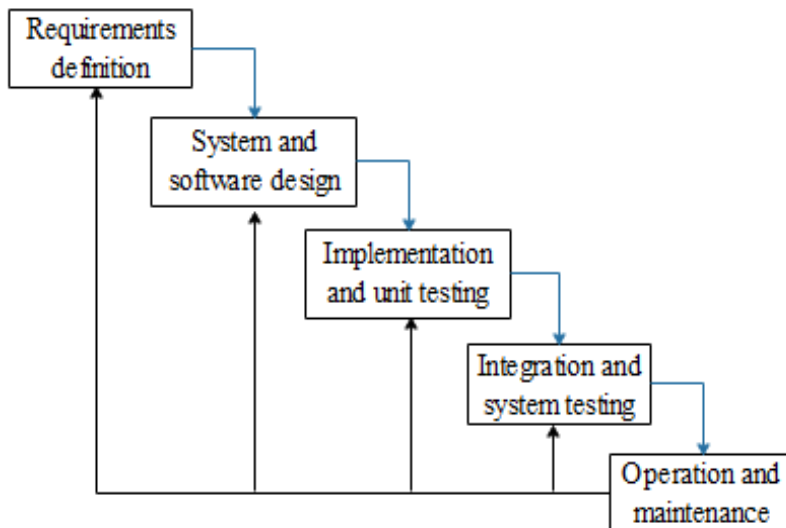 Requirements
definition
System and
software design
Implementation
and unit testing
Integration and
system testing
Operation and
maintenance